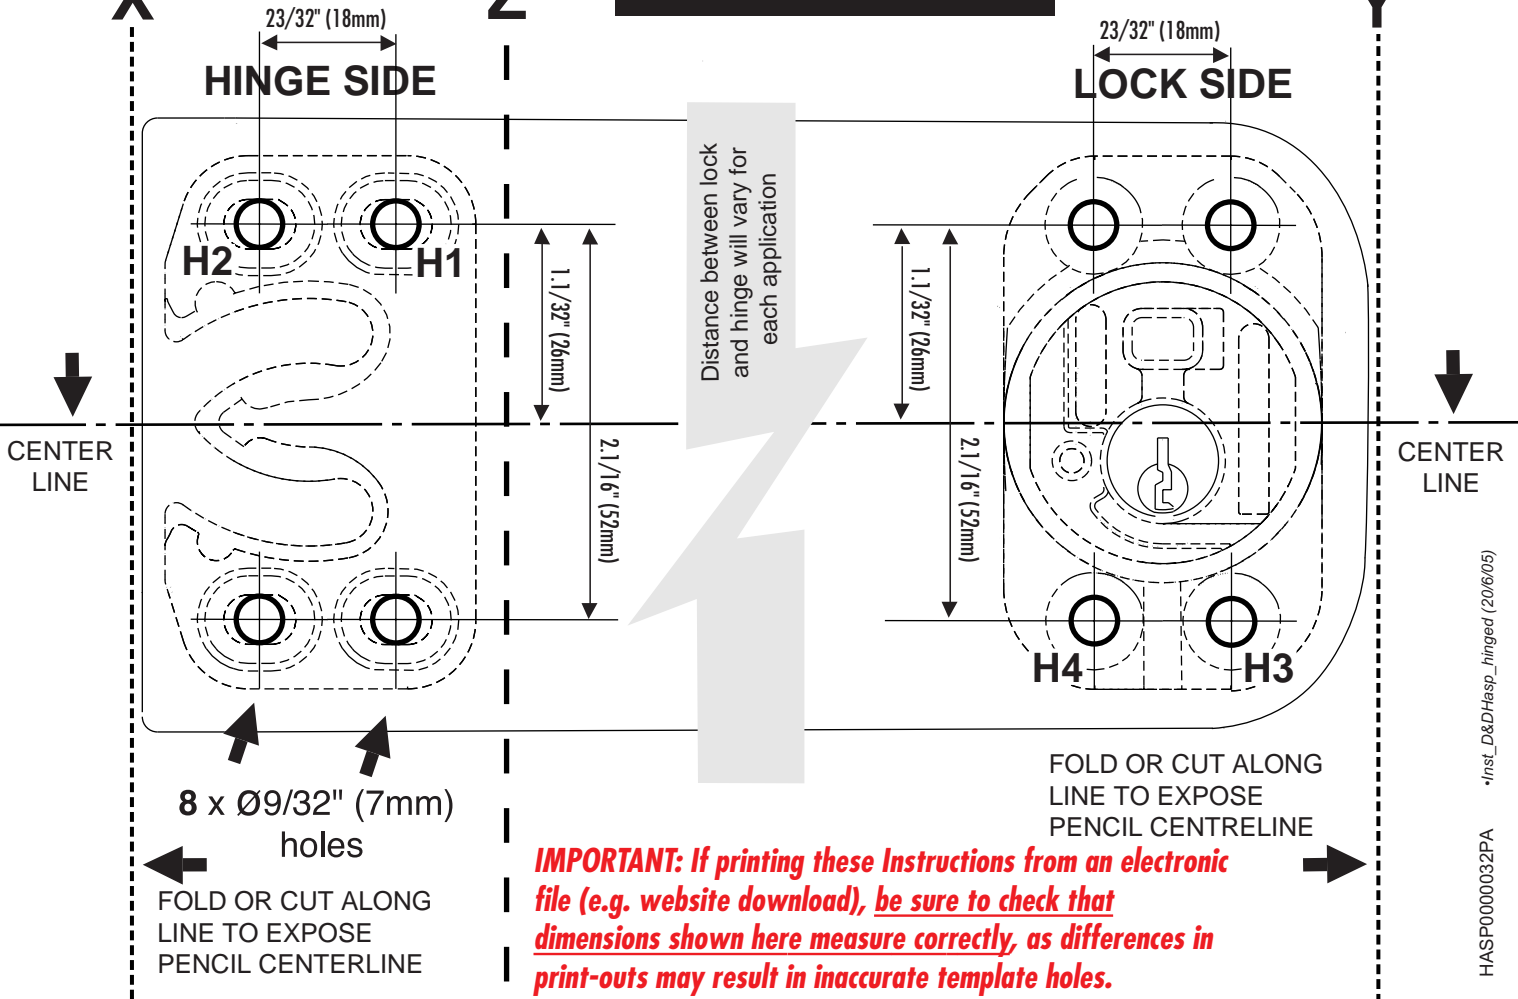 X
Z
Y
23/32" (18mm)
23/32" (18mm)
HINGE SIDE
LOCK SIDE
H2
H1
1.1/32" (26mm)
2.1/16" (52mm)
Distance between lock
and hinge will vary for
each application
1.1/32" (26mm)
2.1/16" (52mm)
CENTER
LINE
CENTER
LINE
H4
H3
8 x Ø9/32" (7mm)
holes
FOLD OR CUT ALONG
LINE TO EXPOSE
PENCIL CENTERLINE
FOLD OR CUT ALONG
LINE TO EXPOSE
PENCIL CENTRELINE
IMPORTANT: If printing these Instructions from an electronic
file (e.g. website download), be sure to check that
dimensions shown here measure correctly, as differences in
print-outs may result in inaccurate template holes.
HASP0000032PA •Inst_D&DHasp_hinged (20/6/05)